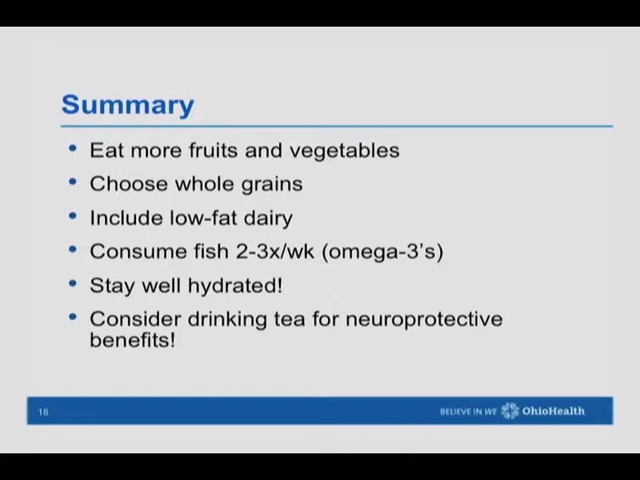 Summary
• Eat more fruits and vegetables
• Choose whole grains
• Include low-fat dairy
• Consume fish 2-3x/wk (omega-3’s)
• Stay well hydrated!
• Consider drinking tea for neuroprotective
benefits!
18
BELIEVE IN WE OhioHealth